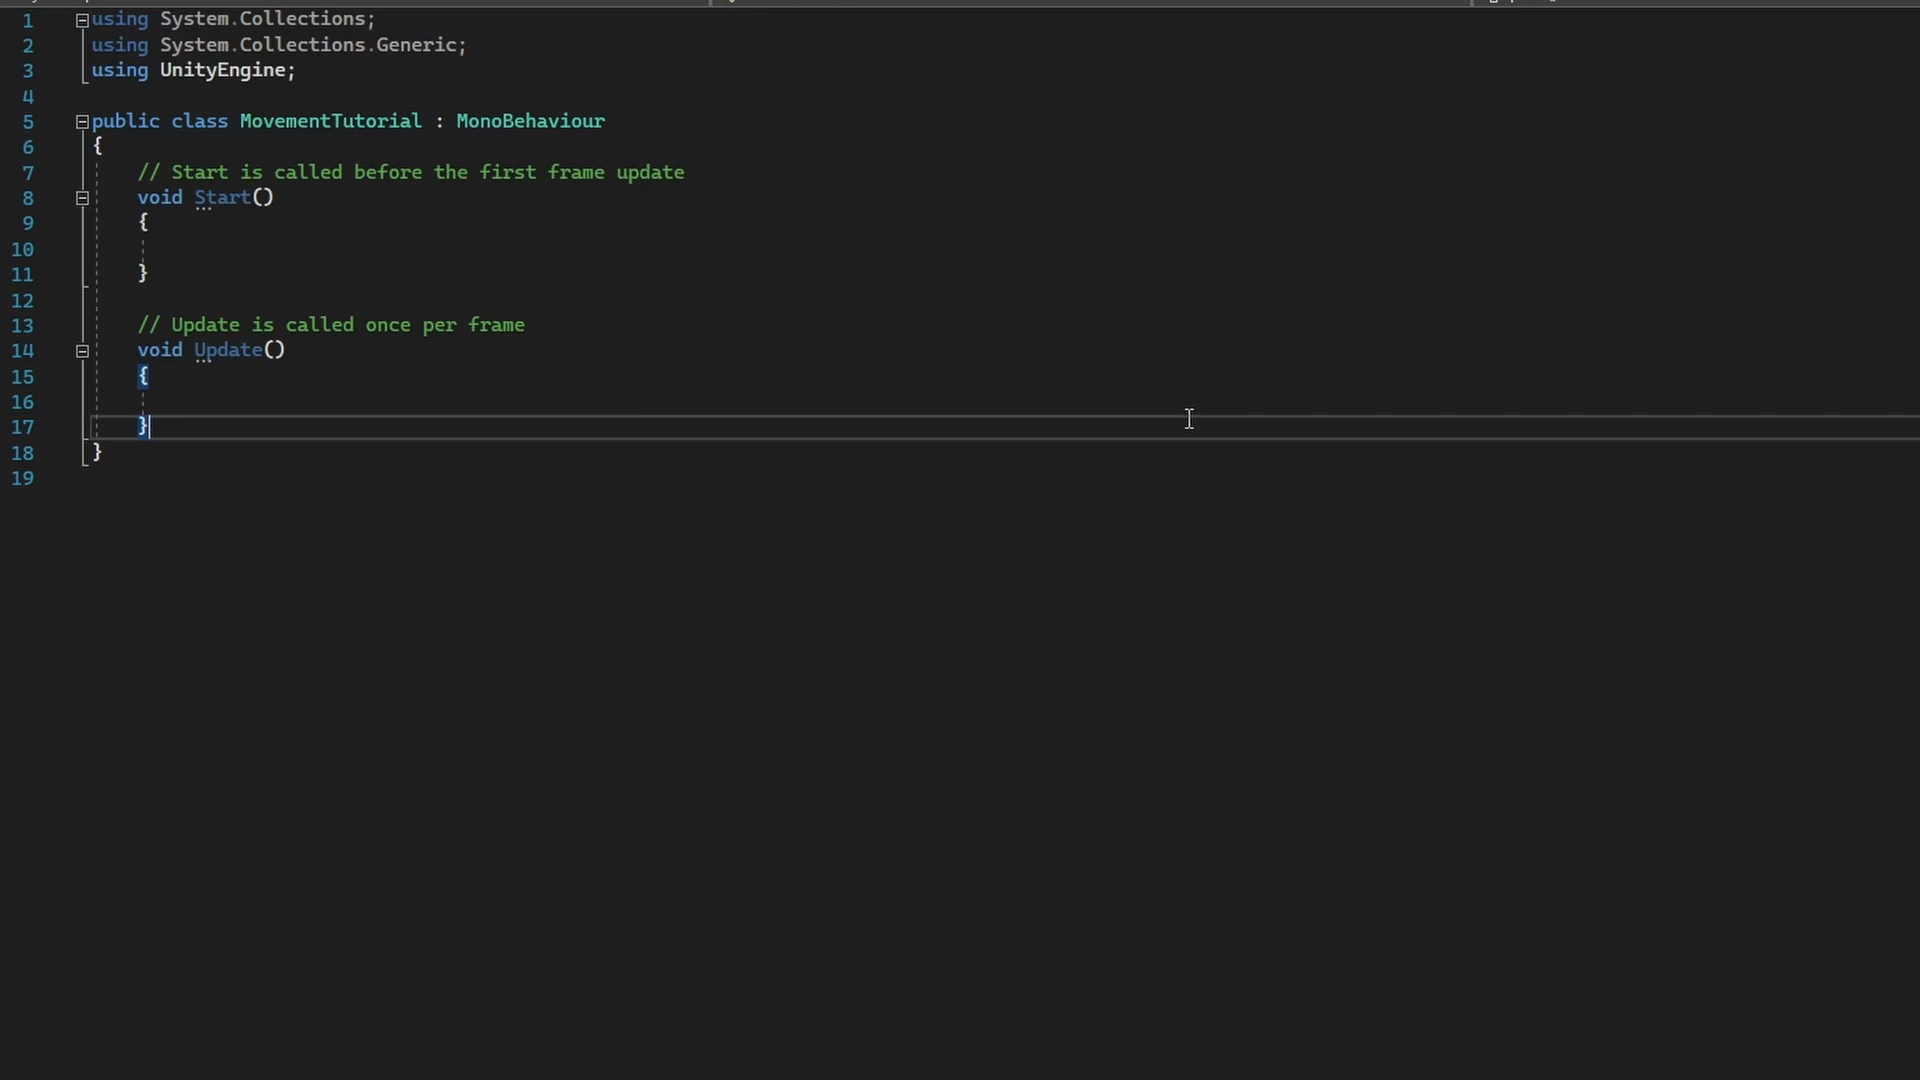 1 using System.Collections;
2 using System.Collections.Generic;
3 using UnityEngine;
4
5 public class MovementTutorial : MonoBehaviour
6 {
7 // Start is called before the first frame update
8 void Start()
9 {
10
11 }
12
13 // Update is called once per frame
14 void Update()
15 {
16
17 }
18 }
19